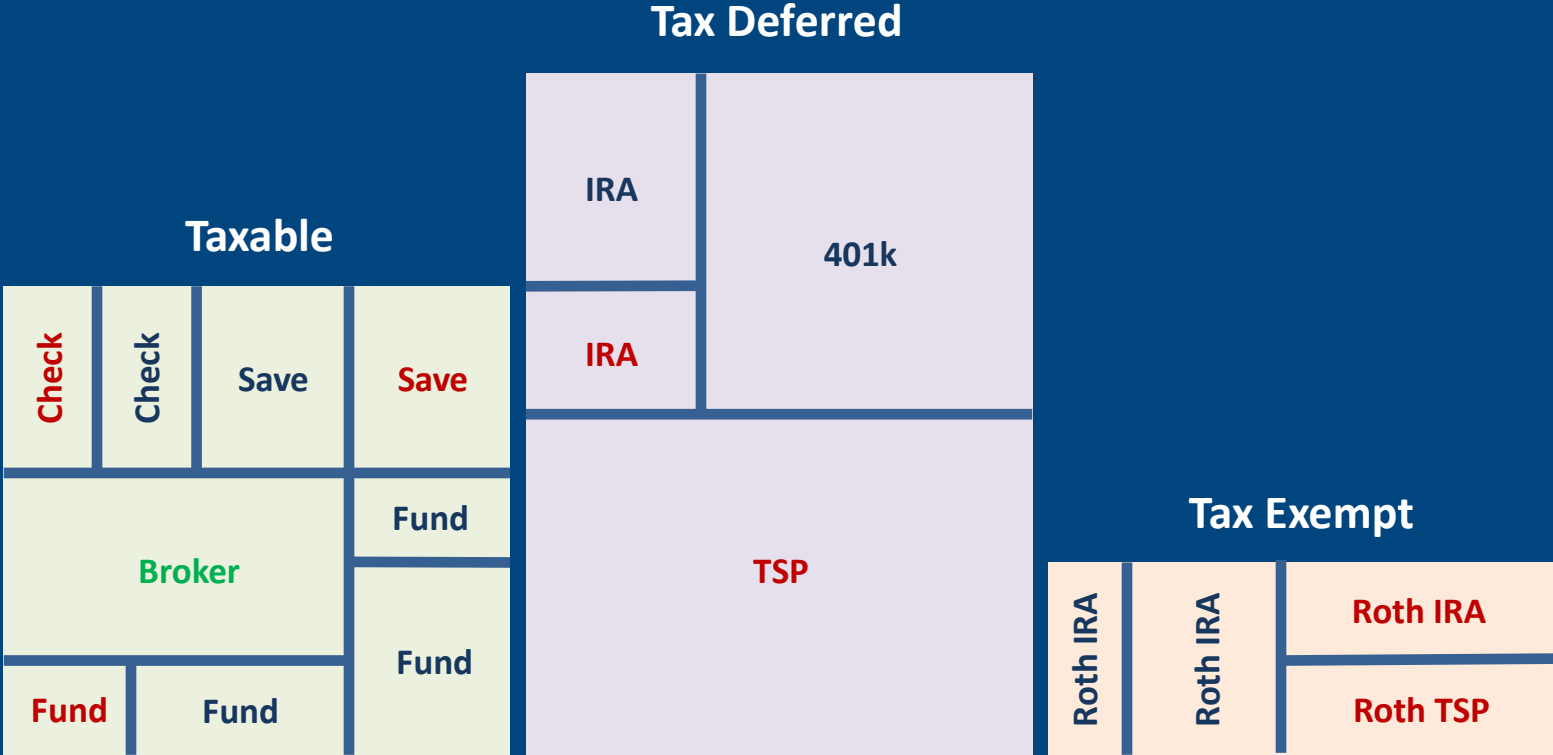 Tax Deferred
Taxable
Tax Exempt
Check
Check
Save
Save
Broker
Fund
Fund
Fund
Fund
IRA
401k
IRA
TSP
Roth IRA
Roth IRA
Roth IRA
Roth TSP